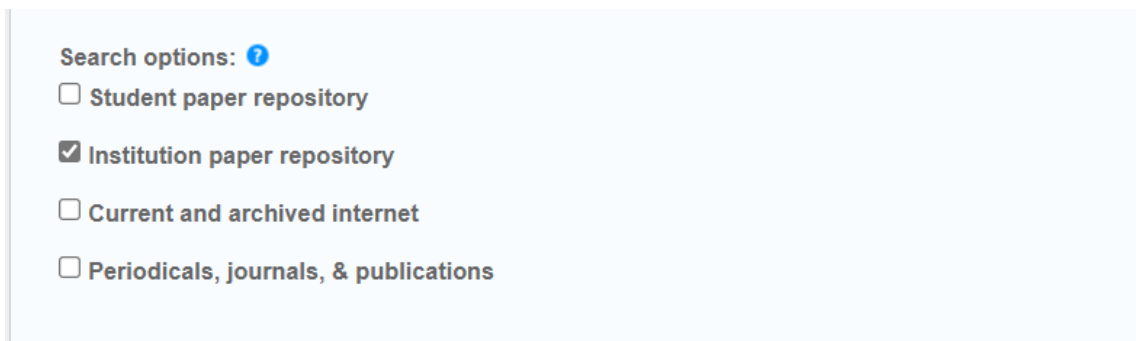 Search options: ?
Student paper repository
Institution paper repository
Current and archived internet
Periodicals, journals, & publications